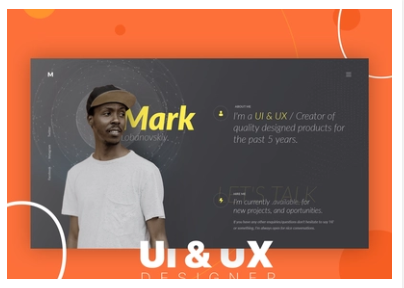 M
ABOUT ME
Mark
I'm a UI & UX / Creator of
quality designed products for
the past 5 years.
LET'S TALK
I'm currently available for
new projects, and oportunities.
UI & UX
DESIGNER